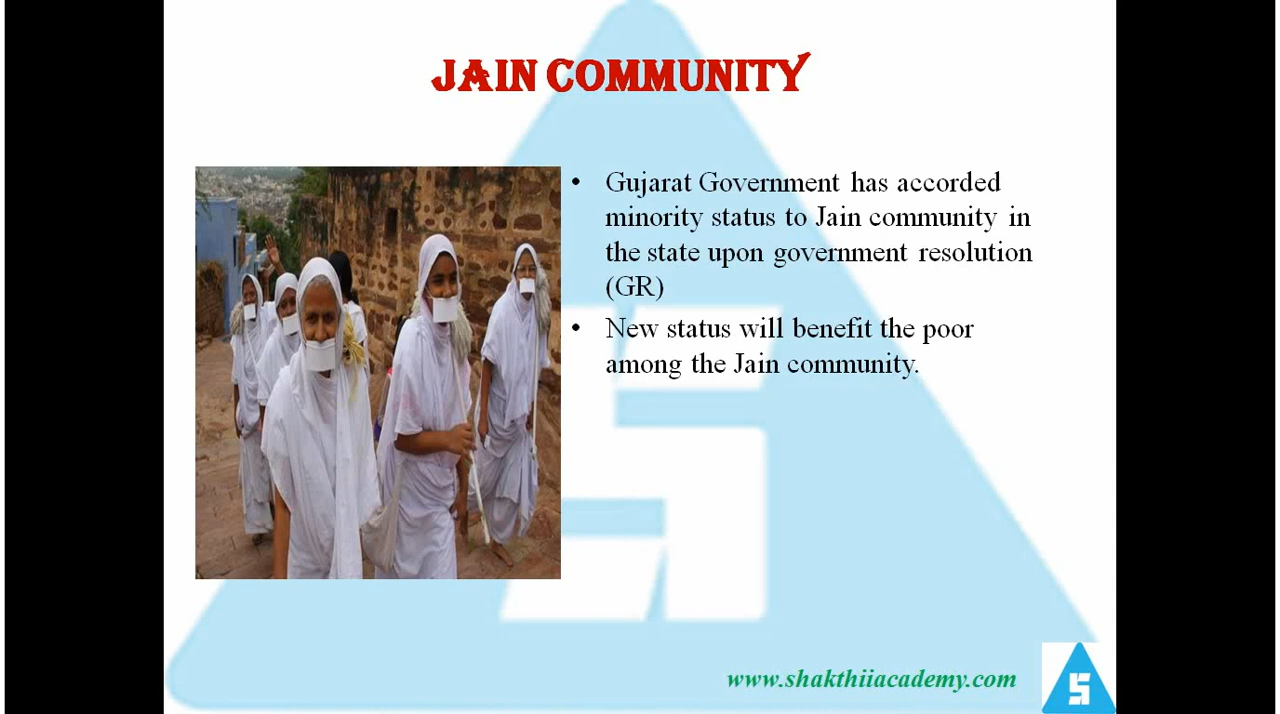 JAIN COMMUNITY
• Gujarat Government has accorded
minority status to Jain community in
the state upon government resolution
(GR)
• New status will benefit the poor
among the Jain community.
www.shakthiiacademy.com
S